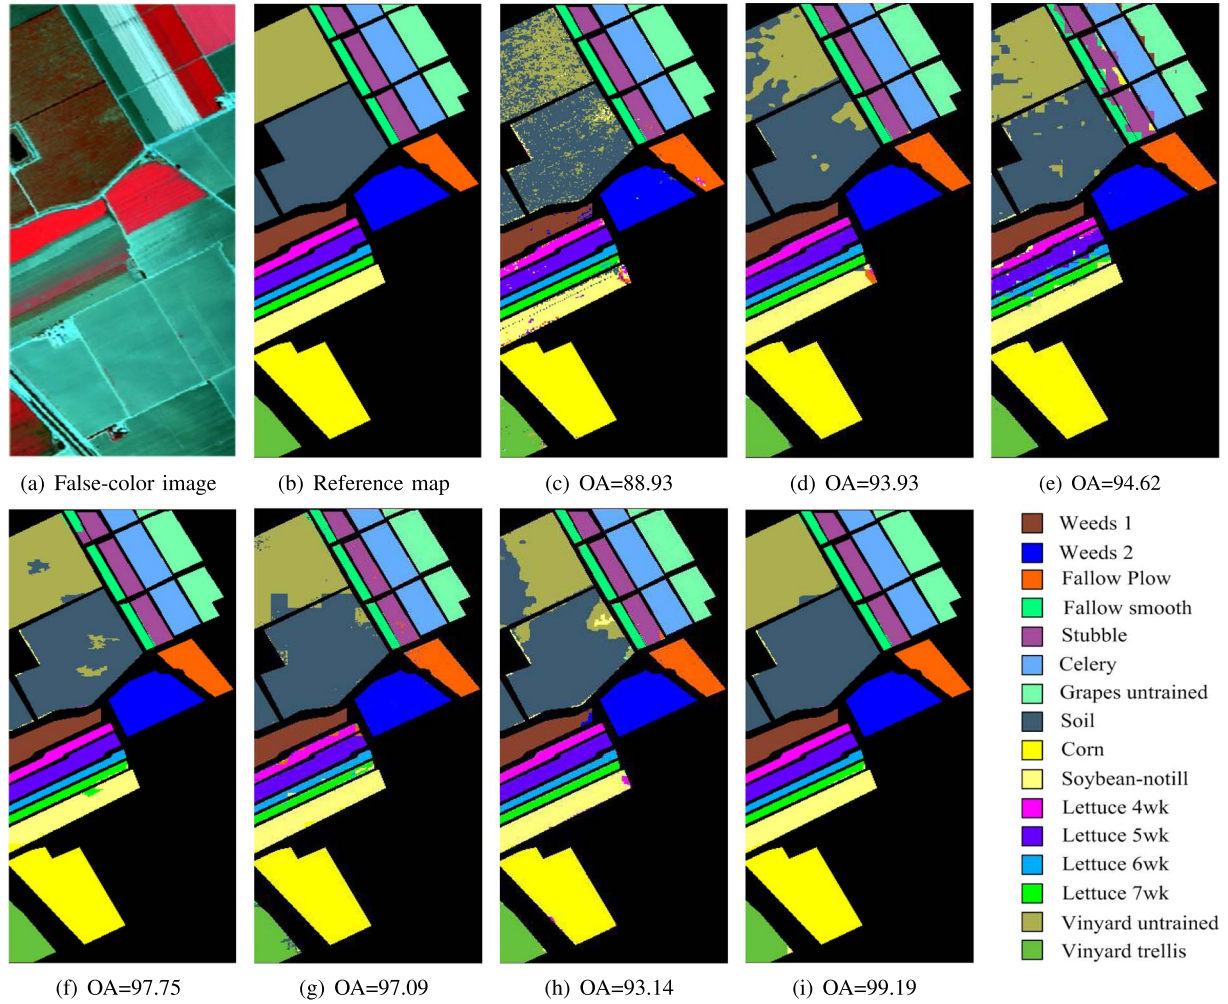 (a) False-color image
(b) Reference map
(c) OA=88.93
(d) OA=93.93
(e) OA=94.62
Weeds 1
Weeds 2
Fallow Plow
Fallow smooth
Stubble
Celery
Grapes untrained
Soil
Corn
Soybean-notill
Lettuce 4wk
Lettuce 5wk
Lettuce 6wk
Lettuce 7wk
Vinyard untrained
Vinyard trellis
(f) OA=97.75
(g) OA=97.09
(h) OA=93.14
(i) OA=99.19